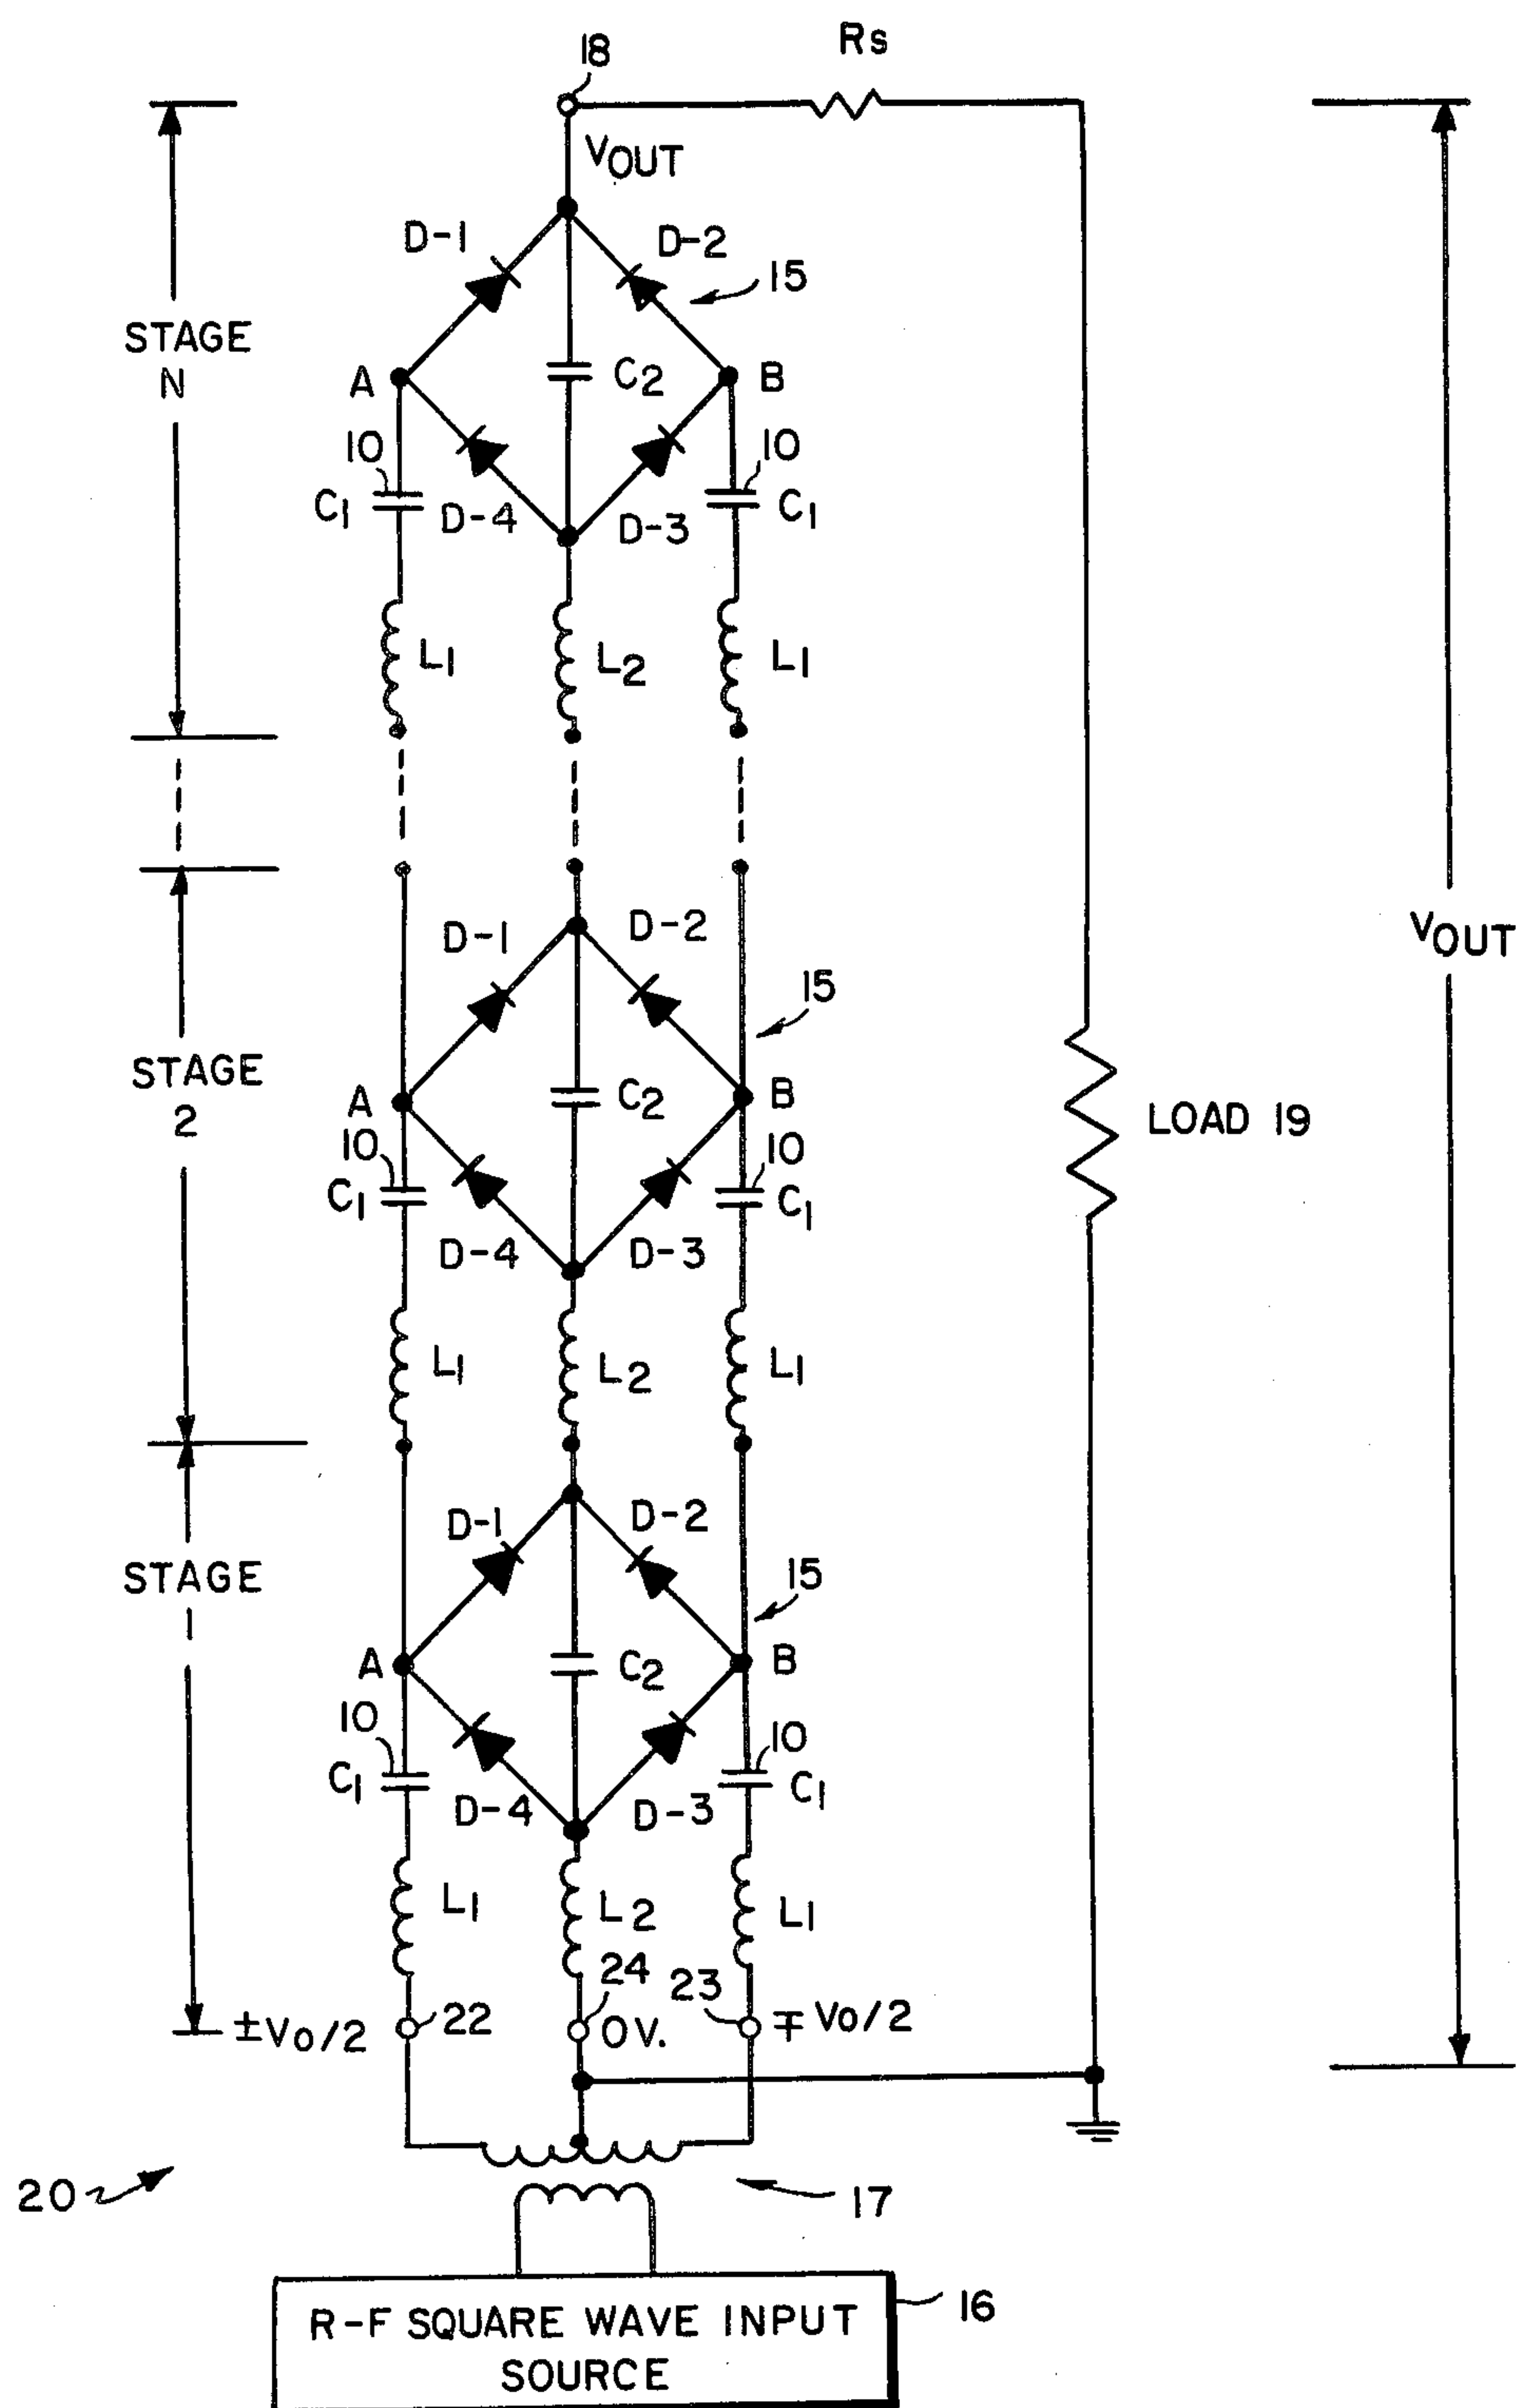 18
Rs
VOUT
D-1
D-2
15
STAGE
N
A
C2
B
10
10
C1
D-4
D-3
C1
L1
L2
L1
D-1
D-2
15
STAGE
2
A
C2
B
VOUT
LOAD 19
10
10
C1
C1
D-4
D-3
L1
L2
L1
D-1
D-2
15
STAGE
1
A
C2
B
10
10
C1
C1
D-4
D-3
L1
L2
L1
24
23
±Vo/2
22
0 V.
∓ Vo/2
20
17
R-F SQUARE WAVE INPUT
SOURCE
16